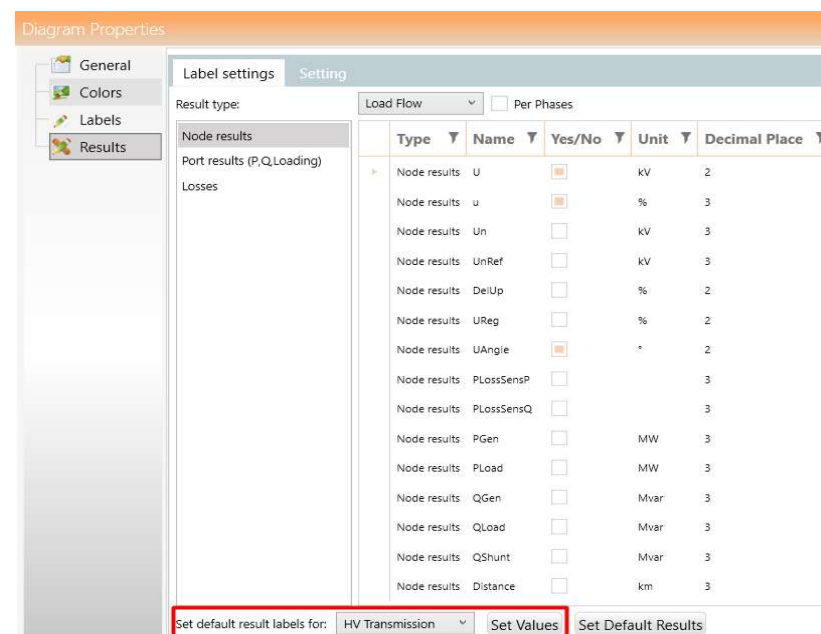 Diagram Properties
General
Colors
Labels
Results
Label settings Setting
Result type: Load Flow Per Phases
Node results
Port results (P,Q,Loading)
Losses
Type Name Yes/No Unit Decimal Place
Node results U kV 2
Node results u % 3
Node results Un kV 3
Node results UnRef kV 3
Node results DelUp % 2
Node results UReg % 2
Node results UAngle ° 2
Node results PLossSensP 3
Node results PLossSensQ 3
Node results PGen MW 3
Node results PLoad MW 3
Node results QGen Mvar 3
Node results QLoad Mvar 3
Node results QShunt Mvar 3
Node results Distance km 3
Set default result labels for: HV Transmission Set Values Set Default Results